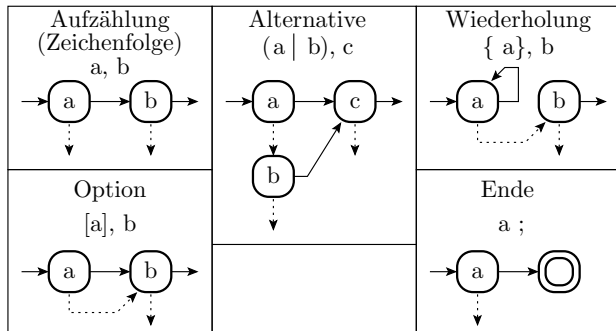 Aufzählung
(Zeichenfolge)
a, b
a
b
Alternative
(a | b), c
a
c
b
Wiederholung
{ a}, b
a
b
Option
[a], b
a
b
Ende
a ;
a